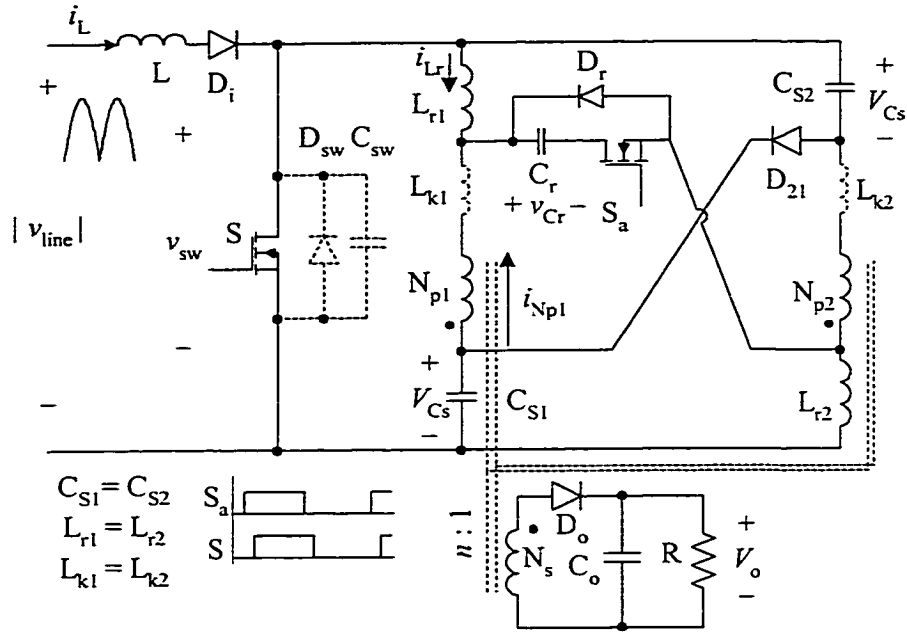 i_L
L
D_i
+
+
| v_line |
v_sw
S
D_sw C_sw
−
−
i_Lr
L_r1
D_r
C_r
+ v_Cr −
S_a
L_k1
N_p1
i_Np1
+
V_Cs
−
C_S1
C_S2
+
V_Cs
−
D_21
L_k2
N_p2
L_r2
C_S1 = C_S2
L_r1 = L_r2
L_k1 = L_k2
S_a
S
n : 1
N_s
D_o
C_o
R
+
V_o
−